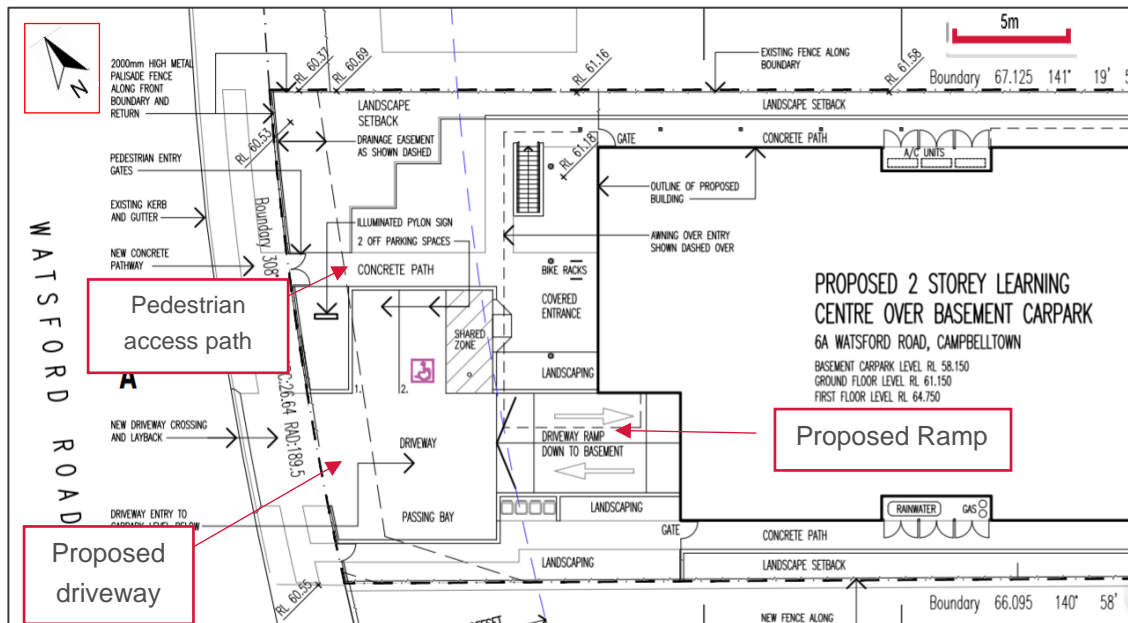 N
2000mm HIGH METAL
PALISADE FENCE
ALONG FRONT
BOUNDARY AND
RETURN
PEDESTRIAN ENTRY
GATES
EXISTING KERB
AND GUTTER
NEW CONCRETE
PATHWAY
WATSFORD ROAD
A
NEW DRIVEWAY CROSSING
AND LAYBACK
DRIVEWAY ENTRY TO
RL 60.37
RL 60.69
RL 60.53
RL 61.16
RL 61.18
RL 61.58
RL 60.55
5m
EXISTING FENCE ALONG
BOUNDARY
Boundary 67.125 141° 19'
LANDSCAPE
SETBACK
LANDSCAPE SETBACK
DRAINAGE EASEMENT
AS SHOWN DASHED
GATE
CONCRETE PATH
A/C UNITS
OUTLINE OF PROPOSED
BUILDING
ILLUMINATED PYLON SIGN
2 OFF PARKING SPACES
AWNING OVER ENTRY
SHOWN DASHED OVER
Boundary 308°
CONCRETE PATH
BIKE RACKS
COVERED
ENTRANCE
SHARED
ZONE
LANDSCAPING
1.
2.
Pedestrian
access path
PROPOSED 2 STOREY LEARNING
CENTRE OVER BASEMENT CARPARK
6A WATSFORD ROAD, CAMPBELLTOWN
BASEMENT CARPARK LEVEL RL 58.150
GROUND FLOOR LEVEL RL 61.150
FIRST FLOOR LEVEL RL 64.750
C:26.64 RAD:189.5
DRIVEWAY
DRIVEWAY RAMP
DOWN TO BASEMENT
Proposed Ramp
PASSING BAY
LANDSCAPING
RAINWATER
GAS
GATE
CONCRETE PATH
Proposed
driveway
LANDSCAPING
LANDSCAPE SETBACK
Boundary 66.095 140° 58'
NEW FENCE ALONG